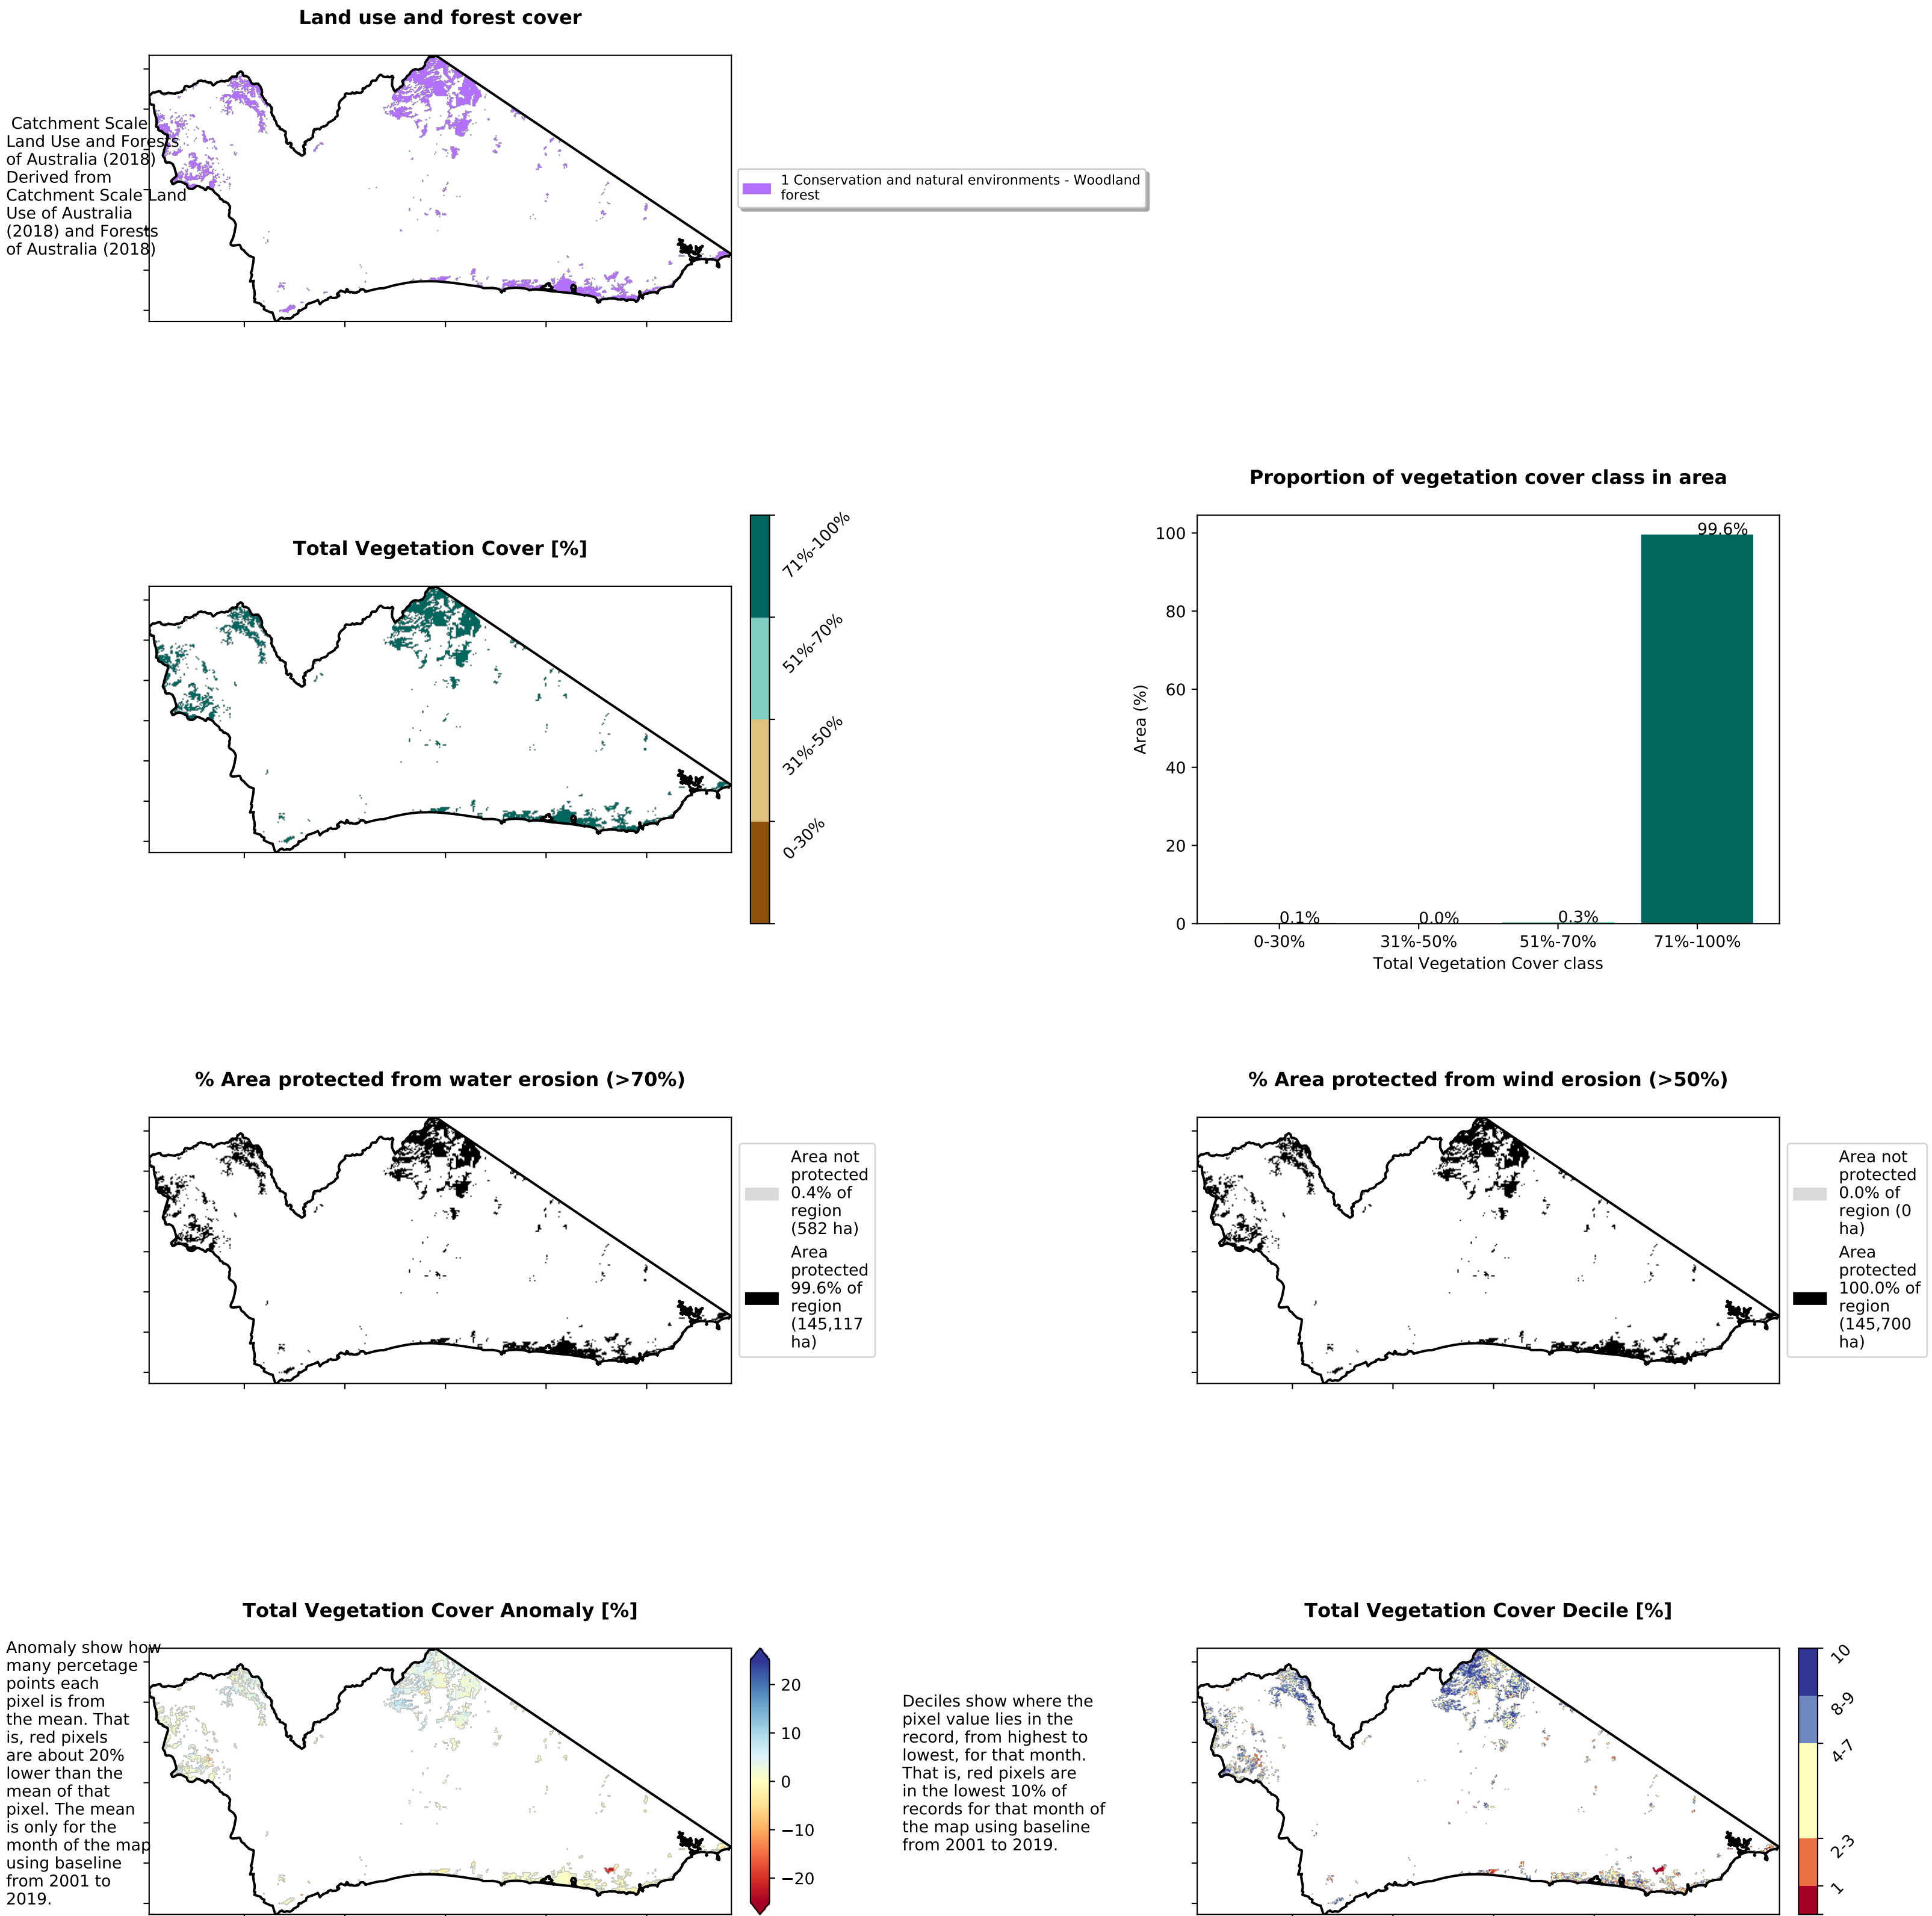 Land use and forest cover
Catchment Scale
Land Use and Forests
of Australia (2018)
Derived from
Catchment Scale Land
Use of Australia
(2018) and Forests
of Australia (2018)
1 Conservation and natural environments - Woodland
forest
Total Vegetation Cover [%]
71%-100%
51%-70%
31%-50%
0-30%
Proportion of vegetation cover class in area
Area (%)
100
80
60
40
20
0
0.1%
0.0%
0.3%
99.6%
0-30%
31%-50%
51%-70%
71%-100%
Total Vegetation Cover class
% Area protected from water erosion (>70%)
Area not
protected
0.4% of
region
(582 ha)
Area
protected
99.6% of
region
(145,117
ha)
% Area protected from wind erosion (>50%)
Area not
protected
0.0% of
region (0
ha)
Area
protected
100.0% of
region
(145,700
ha)
Total Vegetation Cover Anomaly [%]
Anomaly show how
many percetage
points each
pixel is from
the mean. That
is, red pixels
are about 20%
lower than the
mean of that
pixel. The mean
is only for the
month of the map
using baseline
from 2001 to
2019.
20
10
0
−10
−20
Total Vegetation Cover Decile [%]
Deciles show where the
pixel value lies in the
record, from highest to
lowest, for that month.
That is, red pixels are
in the lowest 10% of
records for that month of
the map using baseline
from 2001 to 2019.
10
8-9
4-7
2-3
1